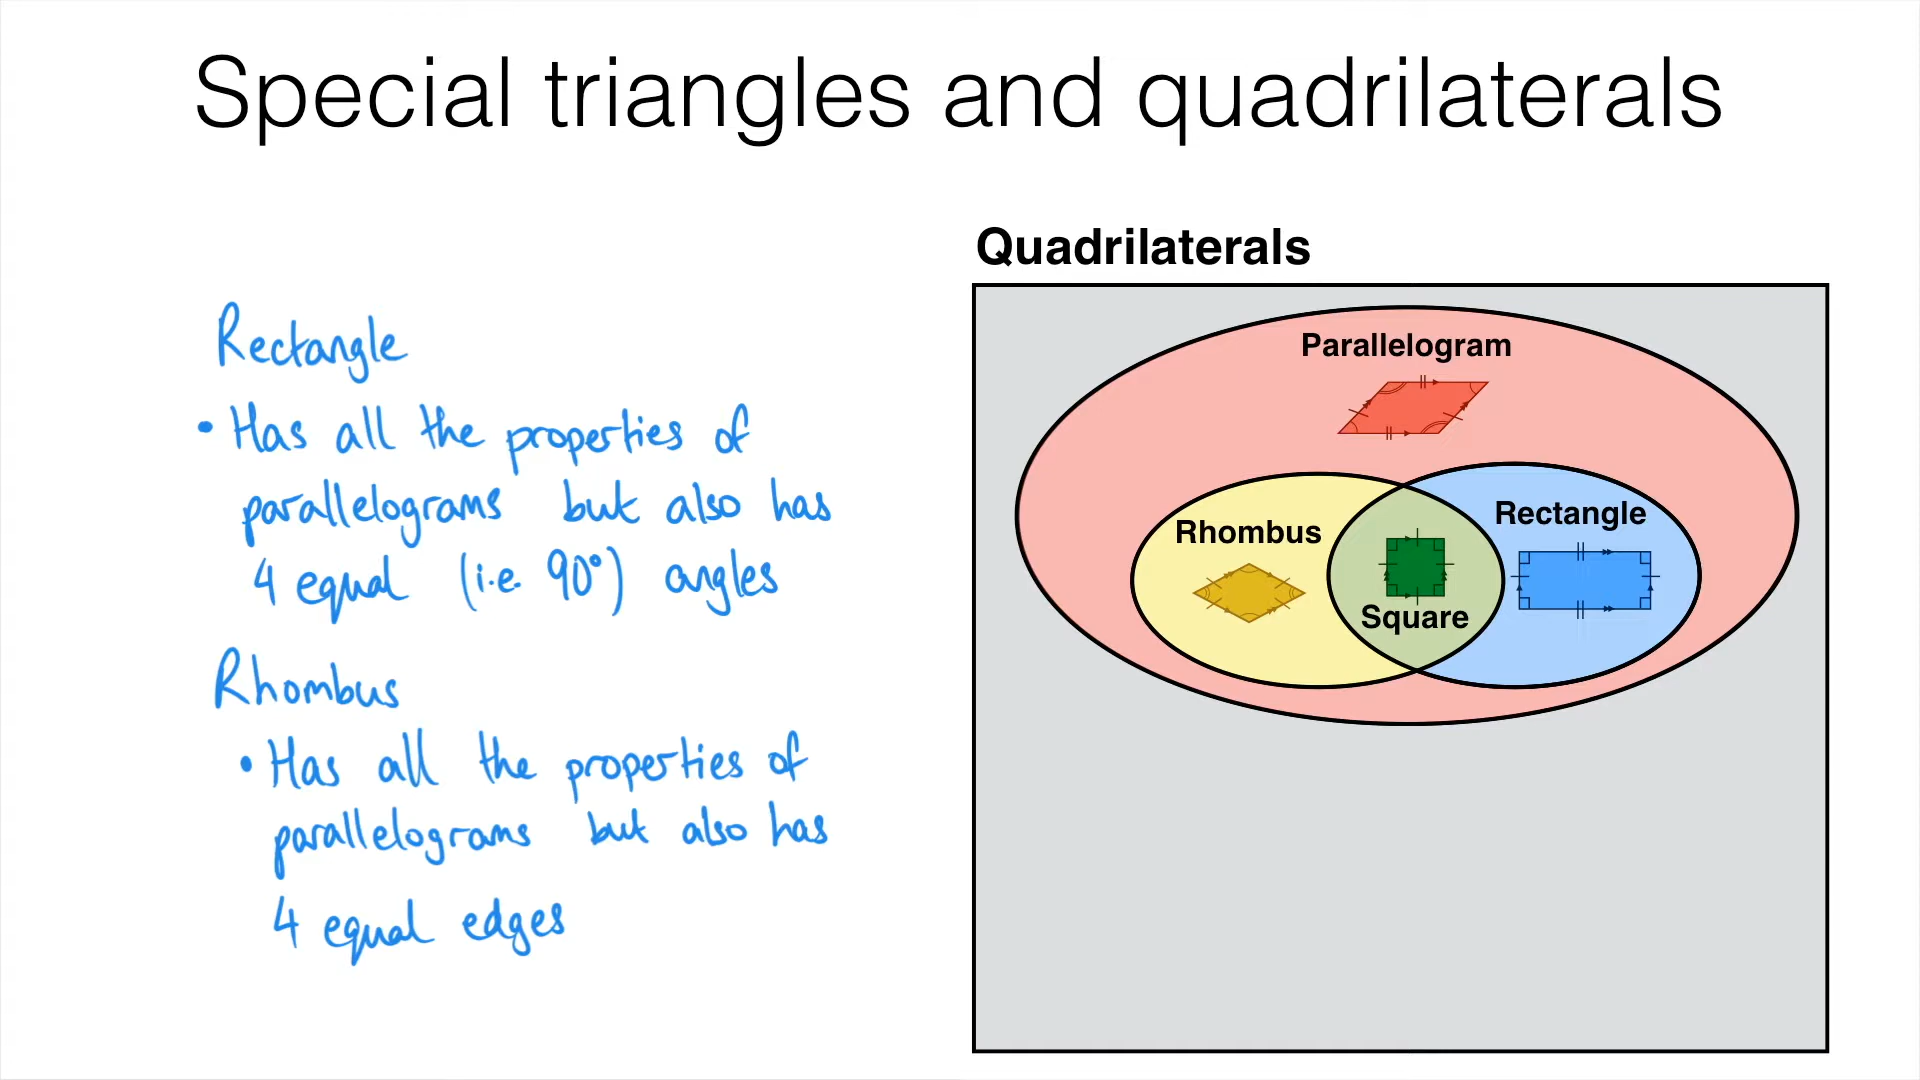 Special triangles and quadrilaterals
Rectangle
• Has all the properties of
parallelograms but also has
4 equal (i.e. 90°) angles
Rhombus
• Has all the properties of
parallelograms but also has
4 equal edges
Quadrilaterals
Parallelogram
Rhombus
Rectangle
Square